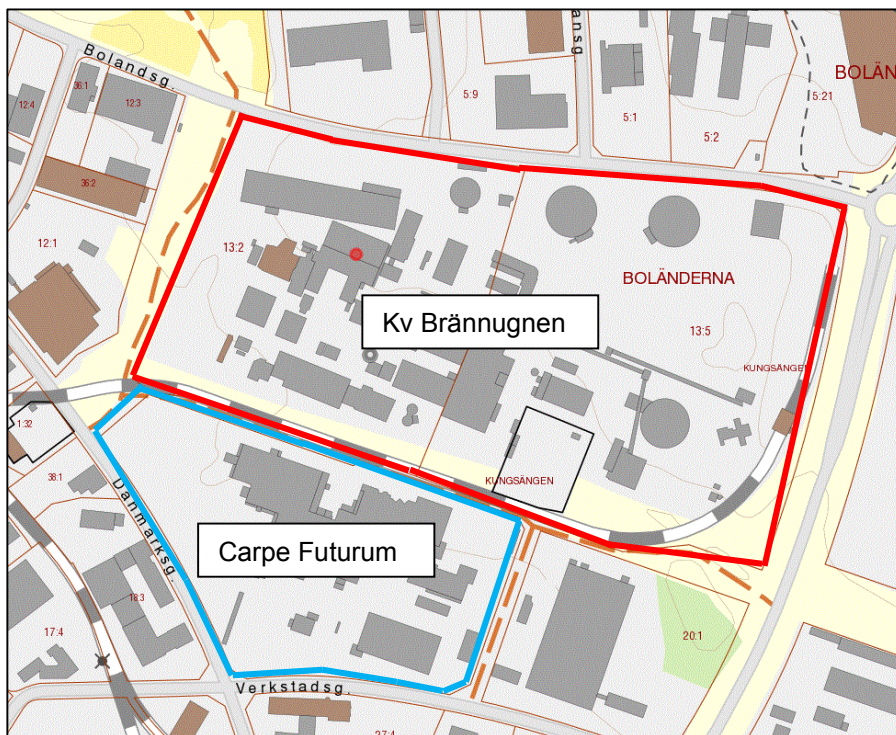 Bolandsg.
ansg
BOLÄN
36:1
12:4
12:3
5:9
5:1
5:2
5:21
36:2
12:1
13:2
BOLÄNDERNA
Kv Brännugnen
13:5
KUNGSÄNGEN
1:32
38:1
KUNGSÄNGEN
Danmarksg.
Carpe Futurum
18:3
17:4
20:1
Verkstadsg.
27:4